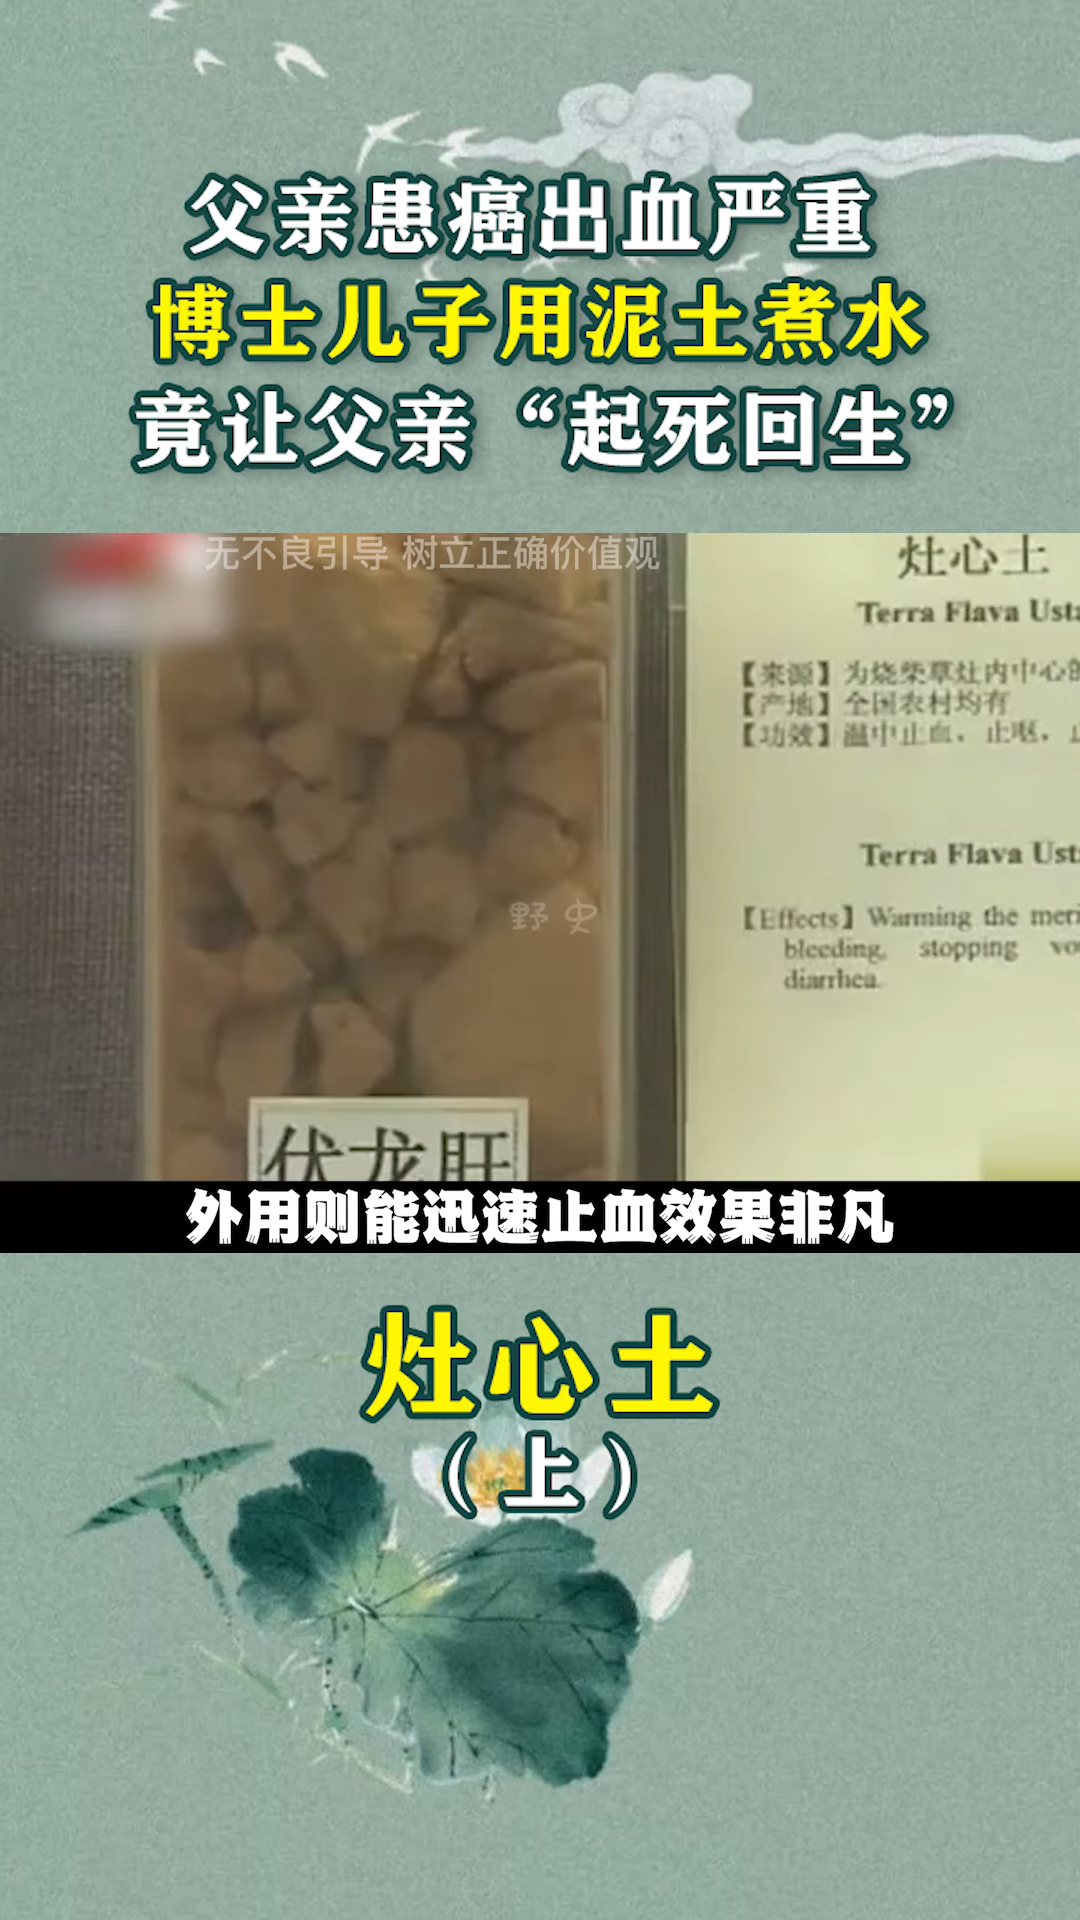 父亲患癌出血严重
博士儿子用泥土煮水
竟让父亲“起死回生”
无不良引导 树立正确价值观
灶心土
Terra Flava Usta
【来源】为烧柴草灶内中心的
【产地】全国农村均有
【功效】温中止血，止呕，止
Terra Flava Ust
【Effects】Warming the meri
bleeding, stopping vo
diarrhea.
野史
伏龙肝
外用则能迅速止血效果非凡
灶心土
（上）